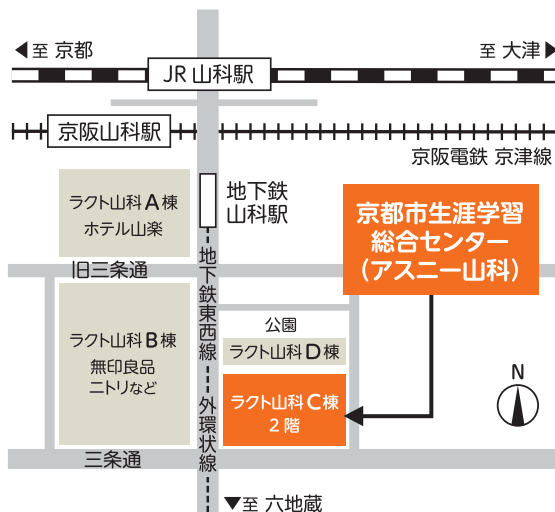 至 京都
至 大津
JR 山科駅
京阪山科駅
京阪電鉄 京津線
地下鉄
山科駅
ラクト山科 A 棟
ホテル山楽
京都市生涯学習
総合センター
（アスニー山科）
旧三条通
地下鉄東西線
公園
ラクト山科 D 棟
ラクト山科 B 棟
無印良品
ニトリなど
ラクト山科 C 棟
2 階
外環状線
N
三条通
至 六地蔵